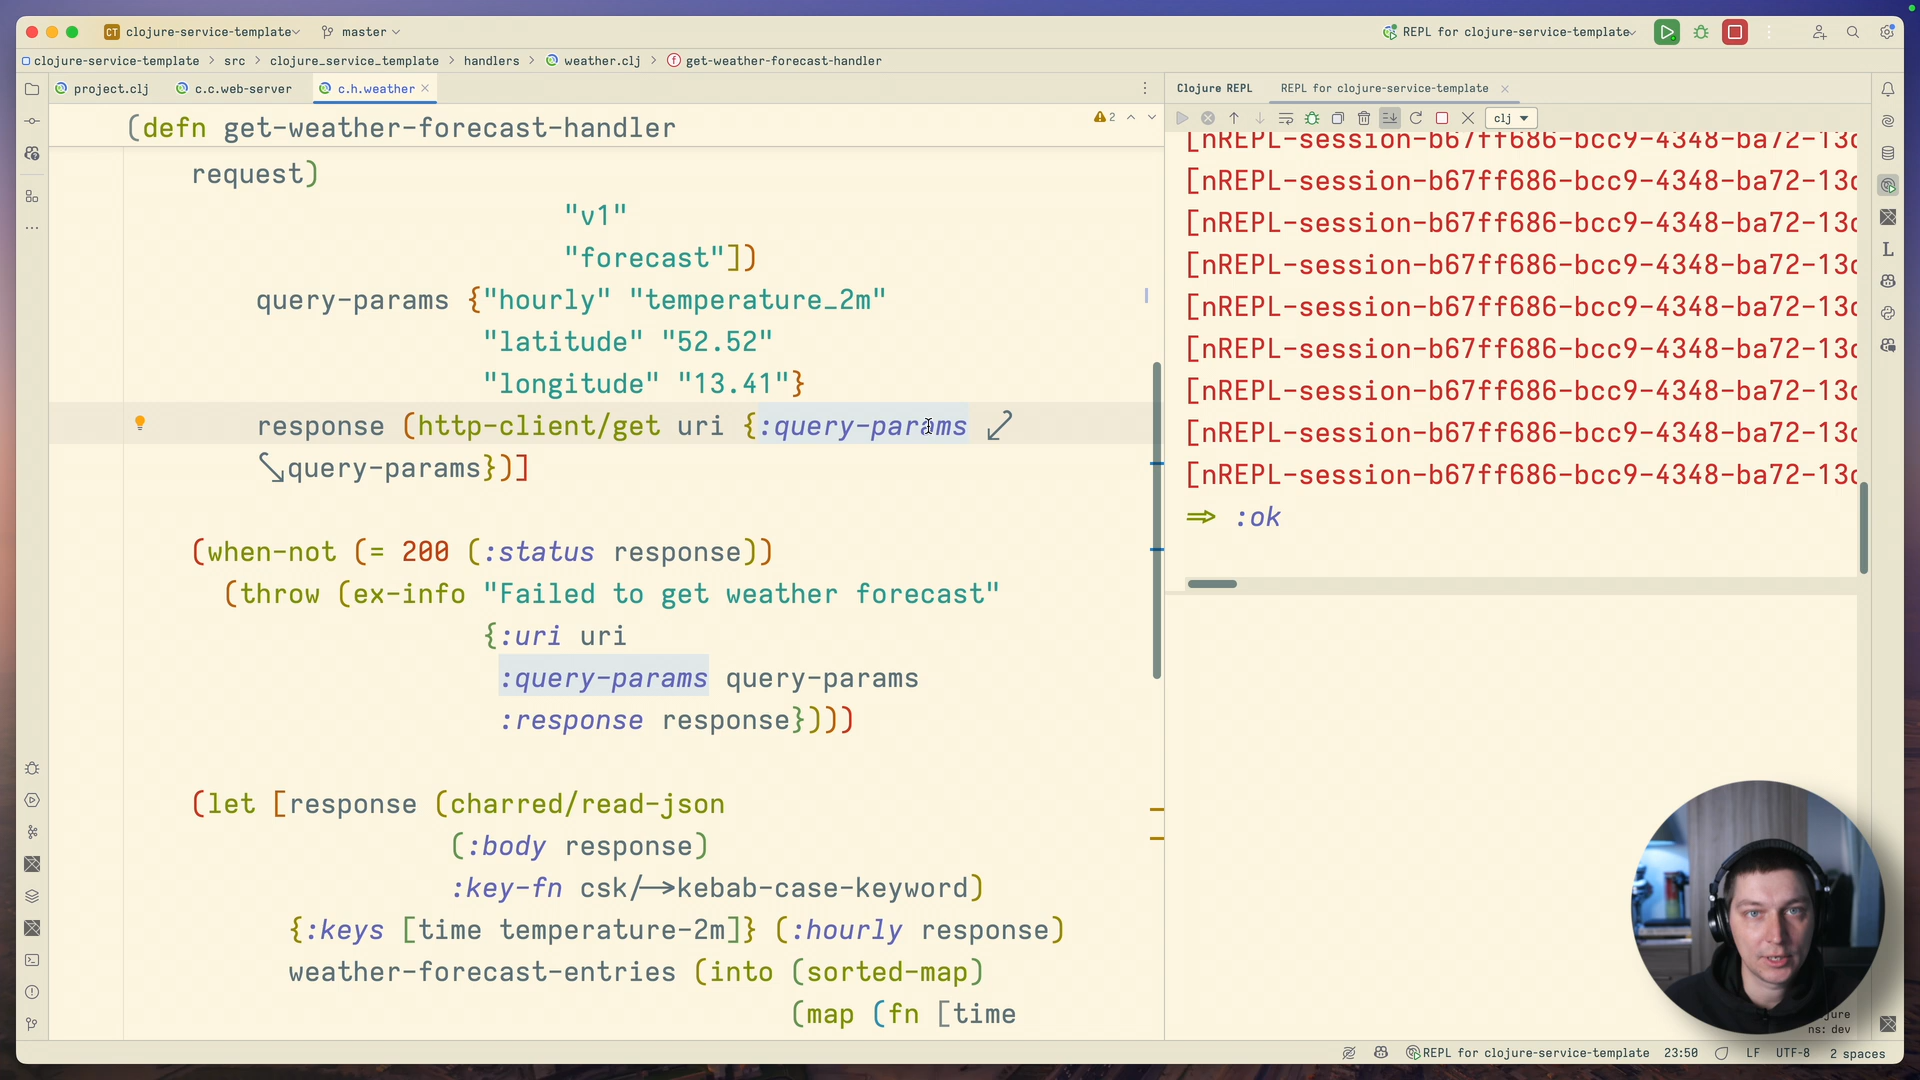 CT clojure-service-template
master
REPL for clojure-service-template
clojure-service-template
src
clojure_service_template
handlers
weather.clj
get-weather-forecast-handler
project.clj
c.c.web-server
c.h.weather
Clojure REPL
REPL for clojure-service-template
clj
2
(defn get-weather-forecast-handler
request)
"v1"
"forecast"])
query-params {"hourly" "temperature_2m"
"latitude" "52.52"
"longitude" "13.41"}
response (http-client/get uri {:query-params
query-params})]
(when-not (= 200 (:status response))
(throw (ex-info "Failed to get weather forecast"
{:uri uri
:query-params query-params
:response response})))
(let [response (charred/read-json
(:body response)
:key-fn csk/->kebab-case-keyword)
{:keys [time temperature-2m]} (:hourly response)
weather-forecast-entries (into (sorted-map)
(map (fn [time
[nREPL-session-b67ff686-bcc9-4348-ba72-13c
[nREPL-session-b67ff686-bcc9-4348-ba72-13c
[nREPL-session-b67ff686-bcc9-4348-ba72-13c
[nREPL-session-b67ff686-bcc9-4348-ba72-13c
[nREPL-session-b67ff686-bcc9-4348-ba72-13c
[nREPL-session-b67ff686-bcc9-4348-ba72-13c
[nREPL-session-b67ff686-bcc9-4348-ba72-13c
[nREPL-session-b67ff686-bcc9-4348-ba72-13c
[nREPL-session-b67ff686-bcc9-4348-ba72-13c
=> :ok
L
ns: dev
REPL for clojure-service-template
23:50
LF
UTF-8
2 spaces